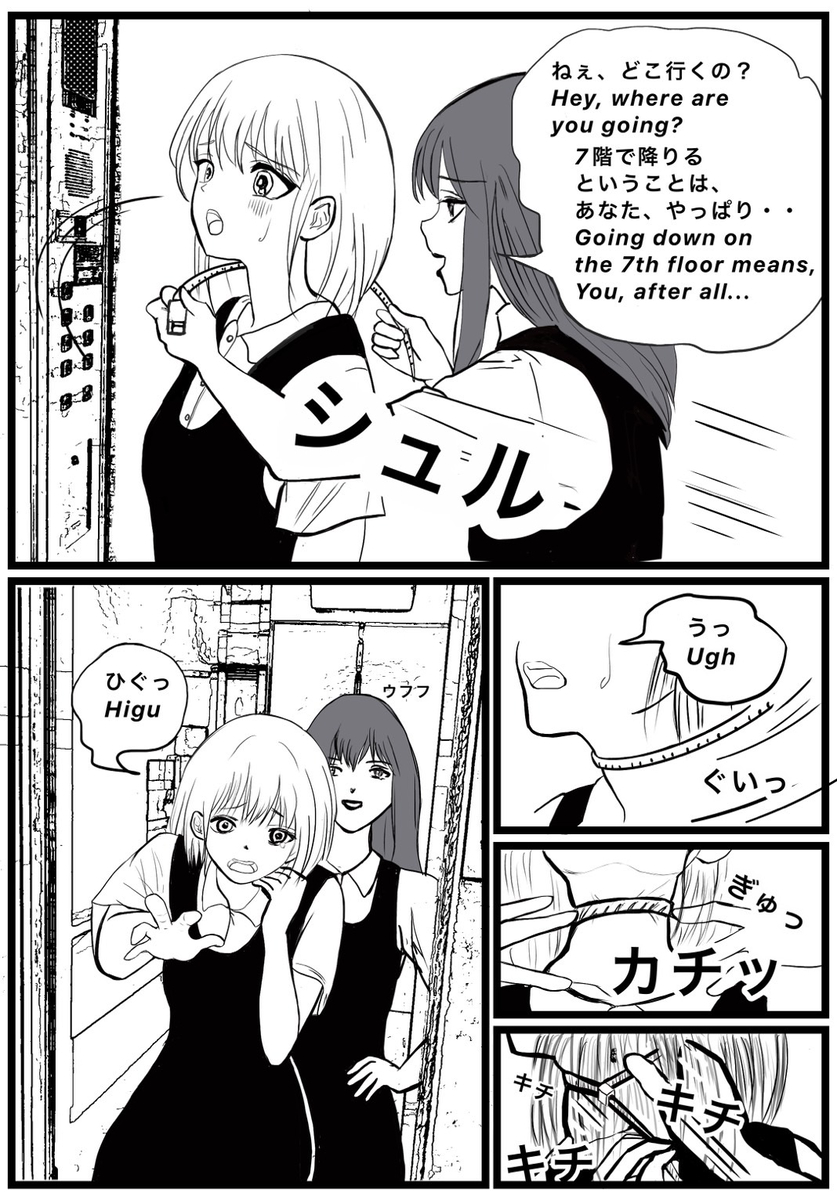 ねぇ、どこ行くの？
Hey, where are
you going?
7階で降りる
ということは、
あなた、やっぱり・・
Going down on
the 7th floor means,
You, after all...
シュルッ
ひぐっ
Higu
ウフフ
うっ
Ugh
ぐいっ
ぎゅっ
カチッ
キチ
キチ
キチ